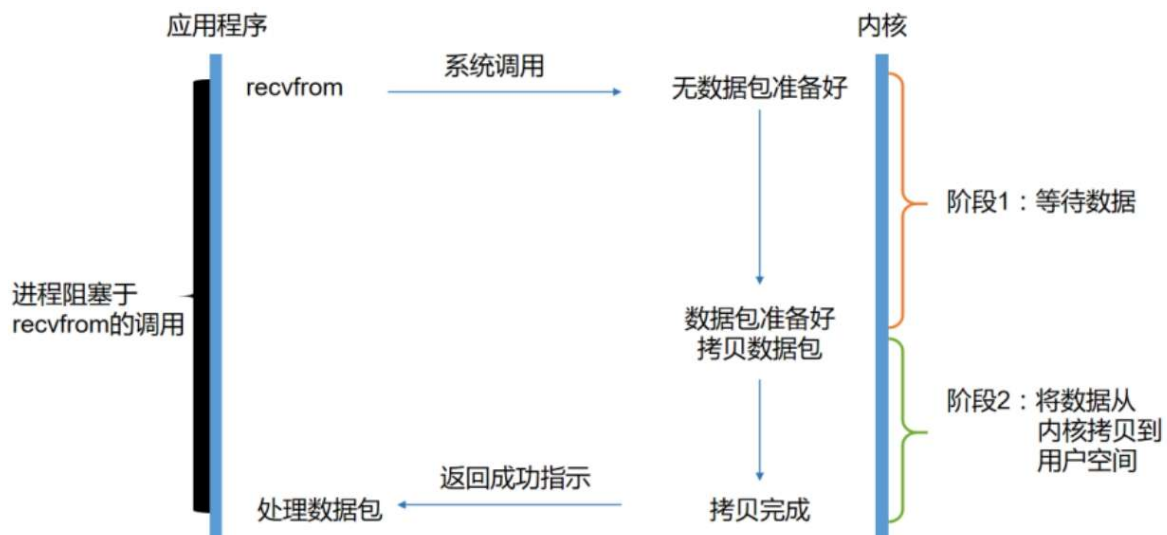 应用程序
内核
系统调用
recvfrom
无数据包准备好
阶段1：等待数据
进程阻塞于
recvfrom的调用
数据包准备好
拷贝数据包
阶段2：将数据从
内核拷贝到
用户空间
返回成功指示
处理数据包
拷贝完成